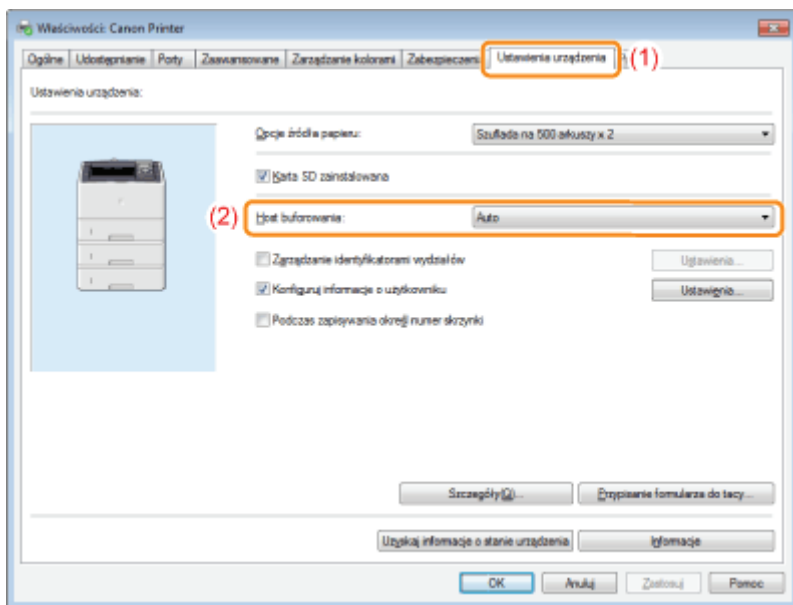 Właściwości: Canon Printer
Ogólne Udostępnianie Porty Zaawansowane Zarządzanie kolorami Zabezpieczenia Ustawienia urządzenia (1)
Ustawienia urządzenia:
Opcje źródła papieru: Szuflada na 500 arkuszy x 2
Karta SD zainstalowana
(2) Host buforowania: Auto
Zarządzanie identyfikatorami wydziałów Ustawienia...
Konfiguruj informacje o użytkowniku Ustawienia...
Podczas zapisywania określ numer skrzynki
Szczegóły(Q)... Przypisanie formularza do tacy...
Uzyskaj informacje o stanie urządzenia Informacje
OK Anuluj Zastosuj Pomoc